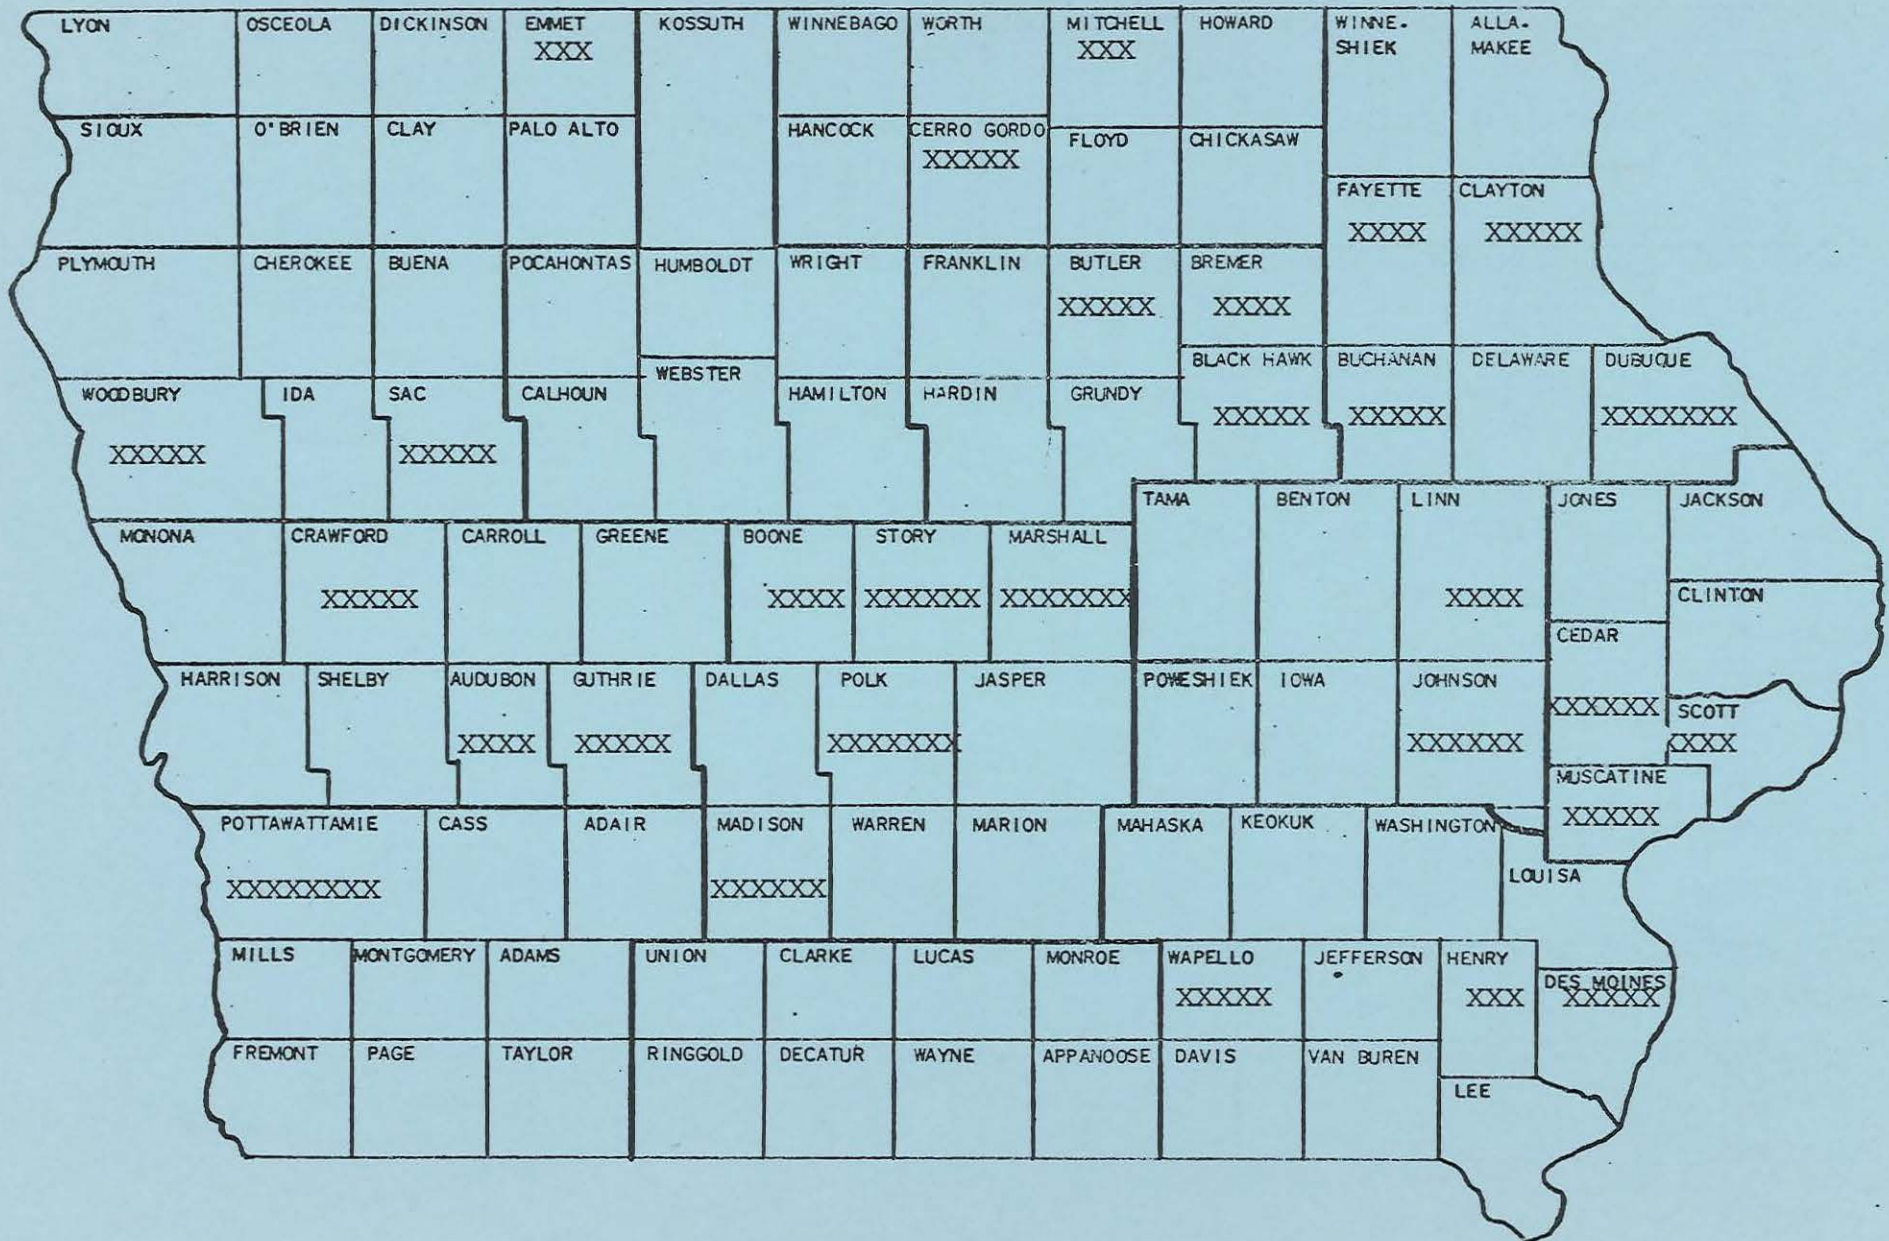 LYON OSCEOLA DICKINSON EMMET KOSSUTH WINNEBAGO WORTH MITCHELL HOWARD WINNE- ALLA-
XXX XXX SHIEK MAKEE
SIOUX O'BRIEN CLAY PALO ALTO HANCOCK CERRO GORDO FLOYD CHICKASAW
XXXXX
FAYETTE CLAYTON
XXXX XXXXX
PLYMOUTH CHEROKEE BUENA POCAHONTAS HUMBOLDT WRIGHT FRANKLIN BUTLER BREMER
XXXXX XXXX
WEBSTER BLACK HAWK BUCHANAN DELAWARE DUBUQUE
WOODBURY IDA SAC CALHOUN HAMILTON HARDIN GRUNDY
XXXXX XXXXX XXXXXXX
XXXXX XXXXX
TAMA BENTON LINN JONES JACKSON
MONONA CRAWFORD CARROLL GREENE BOONE STORY MARSHALL
XXXXX XXXX XXXXXX XXXXXXX XXXX CLINTON
CEDAR
HARRISON SHELBY AUDUBON GUTHRIE DALLAS POLK JASPER POWESHIEK IOWA JOHNSON
XXXXXX SCOTT
XXXX XXXXX XXXXXXX XXXXXX XXXX
MUSCATINE
POTTAWATTAMIE CASS ADAIR MADISON WARREN MARION MAHASKA KEOKUK WASHINGTON XXXXX
LOUISA
XXXXXXXX XXXXXX
MILLS MONTGOMERY ADAMS UNION CLARKE LUCAS MONROE WAPELLO JEFFERSON HENRY
DES MOINES
XXXXX XXX XXXXX
FREMONT PAGE TAYLOR RINGGOLD DECATUR WAYNE APPANOOSE DAVIS VAN BUREN
LEE